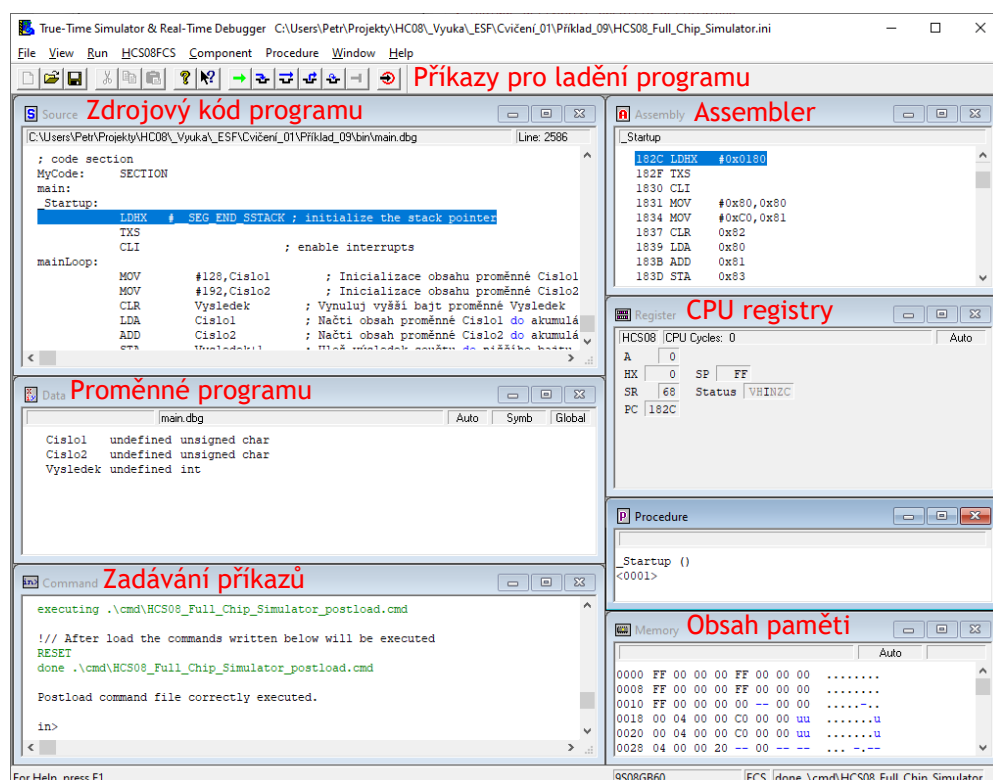 True-Time Simulator & Real-Time Debugger C:\Users\Petr\Projekty\HC08\_Vyuka\_ESF\Cvičení_01\Příklad_09\HCS08_Full_Chip_Simulator.ini
File View Run HCS08FCS Component Procedure Window Help
Příkazy pro ladění programu
Source Zdrojový kód programu
C:\Users\Petr\Projekty\HC08\_Vyuka\_ESF\Cvičení_01\Příklad_09\bin\main.dbg Line: 2586
; code section
MyCode: SECTION
main:
_Startup:
LDHX #__SEG_END_SSTACK ; initialize the stack pointer
TXS
CLI ; enable interrupts
mainLoop:
MOV #128,Cislo1 ; Inicializace obsahu proměnné Cislo1
MOV #192,Cislo2 ; Inicializace obsahu proměnné Cislo2
CLR Vysledek ; Vynuluj vyšší bajt proměnné Vysledek
LDA Cislo1 ; Načti obsah proměnné Cislo1 do akumulá
ADD Cislo2 ; Načti obsah proměnné Cislo2 do akumulá
Assembly Assembler
_Startup
182C LDHX #0x0180
182F TXS
1830 CLI
1831 MOV #0x80,0x80
1834 MOV #0xC0,0x81
1837 CLR 0x82
1839 LDA 0x80
183B ADD 0x81
183D STA 0x83
Register CPU registry
HCS08 CPU Cycles: 0 Auto
A 0
HX 0 SP FF
SR 68 Status VHINZC
PC 182C
Data Proměnné programu
main.dbg Auto Symb Global
Cislo1 undefined unsigned char
Cislo2 undefined unsigned char
Vysledek undefined int
Procedure
_Startup ()
<0001>
Command Zadávání příkazů
executing .\cmd\HCS08_Full_Chip_Simulator_postload.cmd
!// After load the commands written below will be executed
RESET
done .\cmd\HCS08_Full_Chip_Simulator_postload.cmd
Postload command file correctly executed.
in>
Memory Obsah paměti
Auto
0000 FF 00 00 00 FF 00 00 00 ........
0008 FF 00 00 00 FF 00 00 00 ........
0010 FF 00 00 00 00 -- 00 00 .....-..
0018 00 04 00 00 C0 00 00 uu .......u
0020 00 04 00 00 C0 00 00 uu .......u
0028 04 00 00 20 -- 00 -- -- ... -.--
For Help, press F1
9S08GB60 FCS done .\cmd\HCS08_Full_Chip_Simulator